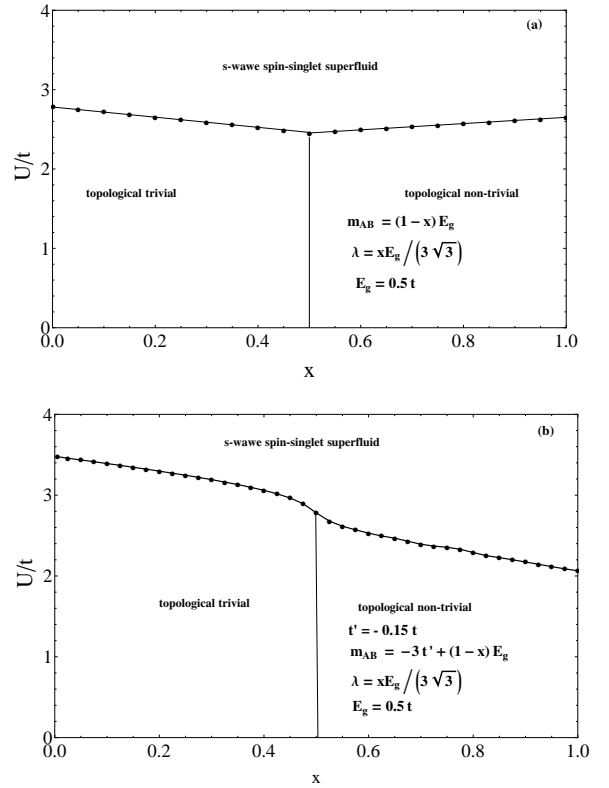 (a)
s-wawe spin-singlet superfluid
topological trivial
topological non-trivial
m_AB = (1 − x) E_g
λ = xE_g / (3 √3)
E_g = 0.5 t
U/t
4
3
2
1
0
0.0 0.2 0.4 0.6 0.8 1.0
x
(b)
s-wawe spin-singlet superfluid
topological trivial
topological non-trivial
t' = - 0.15 t
m_AB = −3 t' + (1 − x) E_g
λ = xE_g / (3 √3)
E_g = 0.5 t
U/t
4
3
2
1
0
0.0 0.2 0.4 0.6 0.8 1.0
x